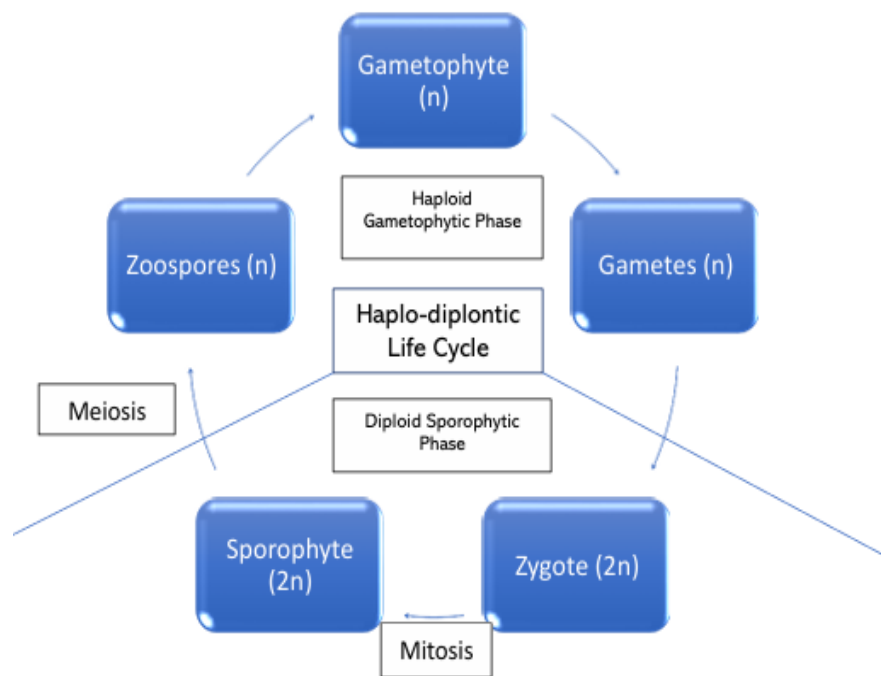 Gametophyte
(n)
Haploid
Gametophytic Phase
Zoospores (n)
Gametes (n)
Haplo-diplontic
Life Cycle
Meiosis
Diploid Sporophytic
Phase
Sporophyte
(2n)
Zygote (2n)
Mitosis